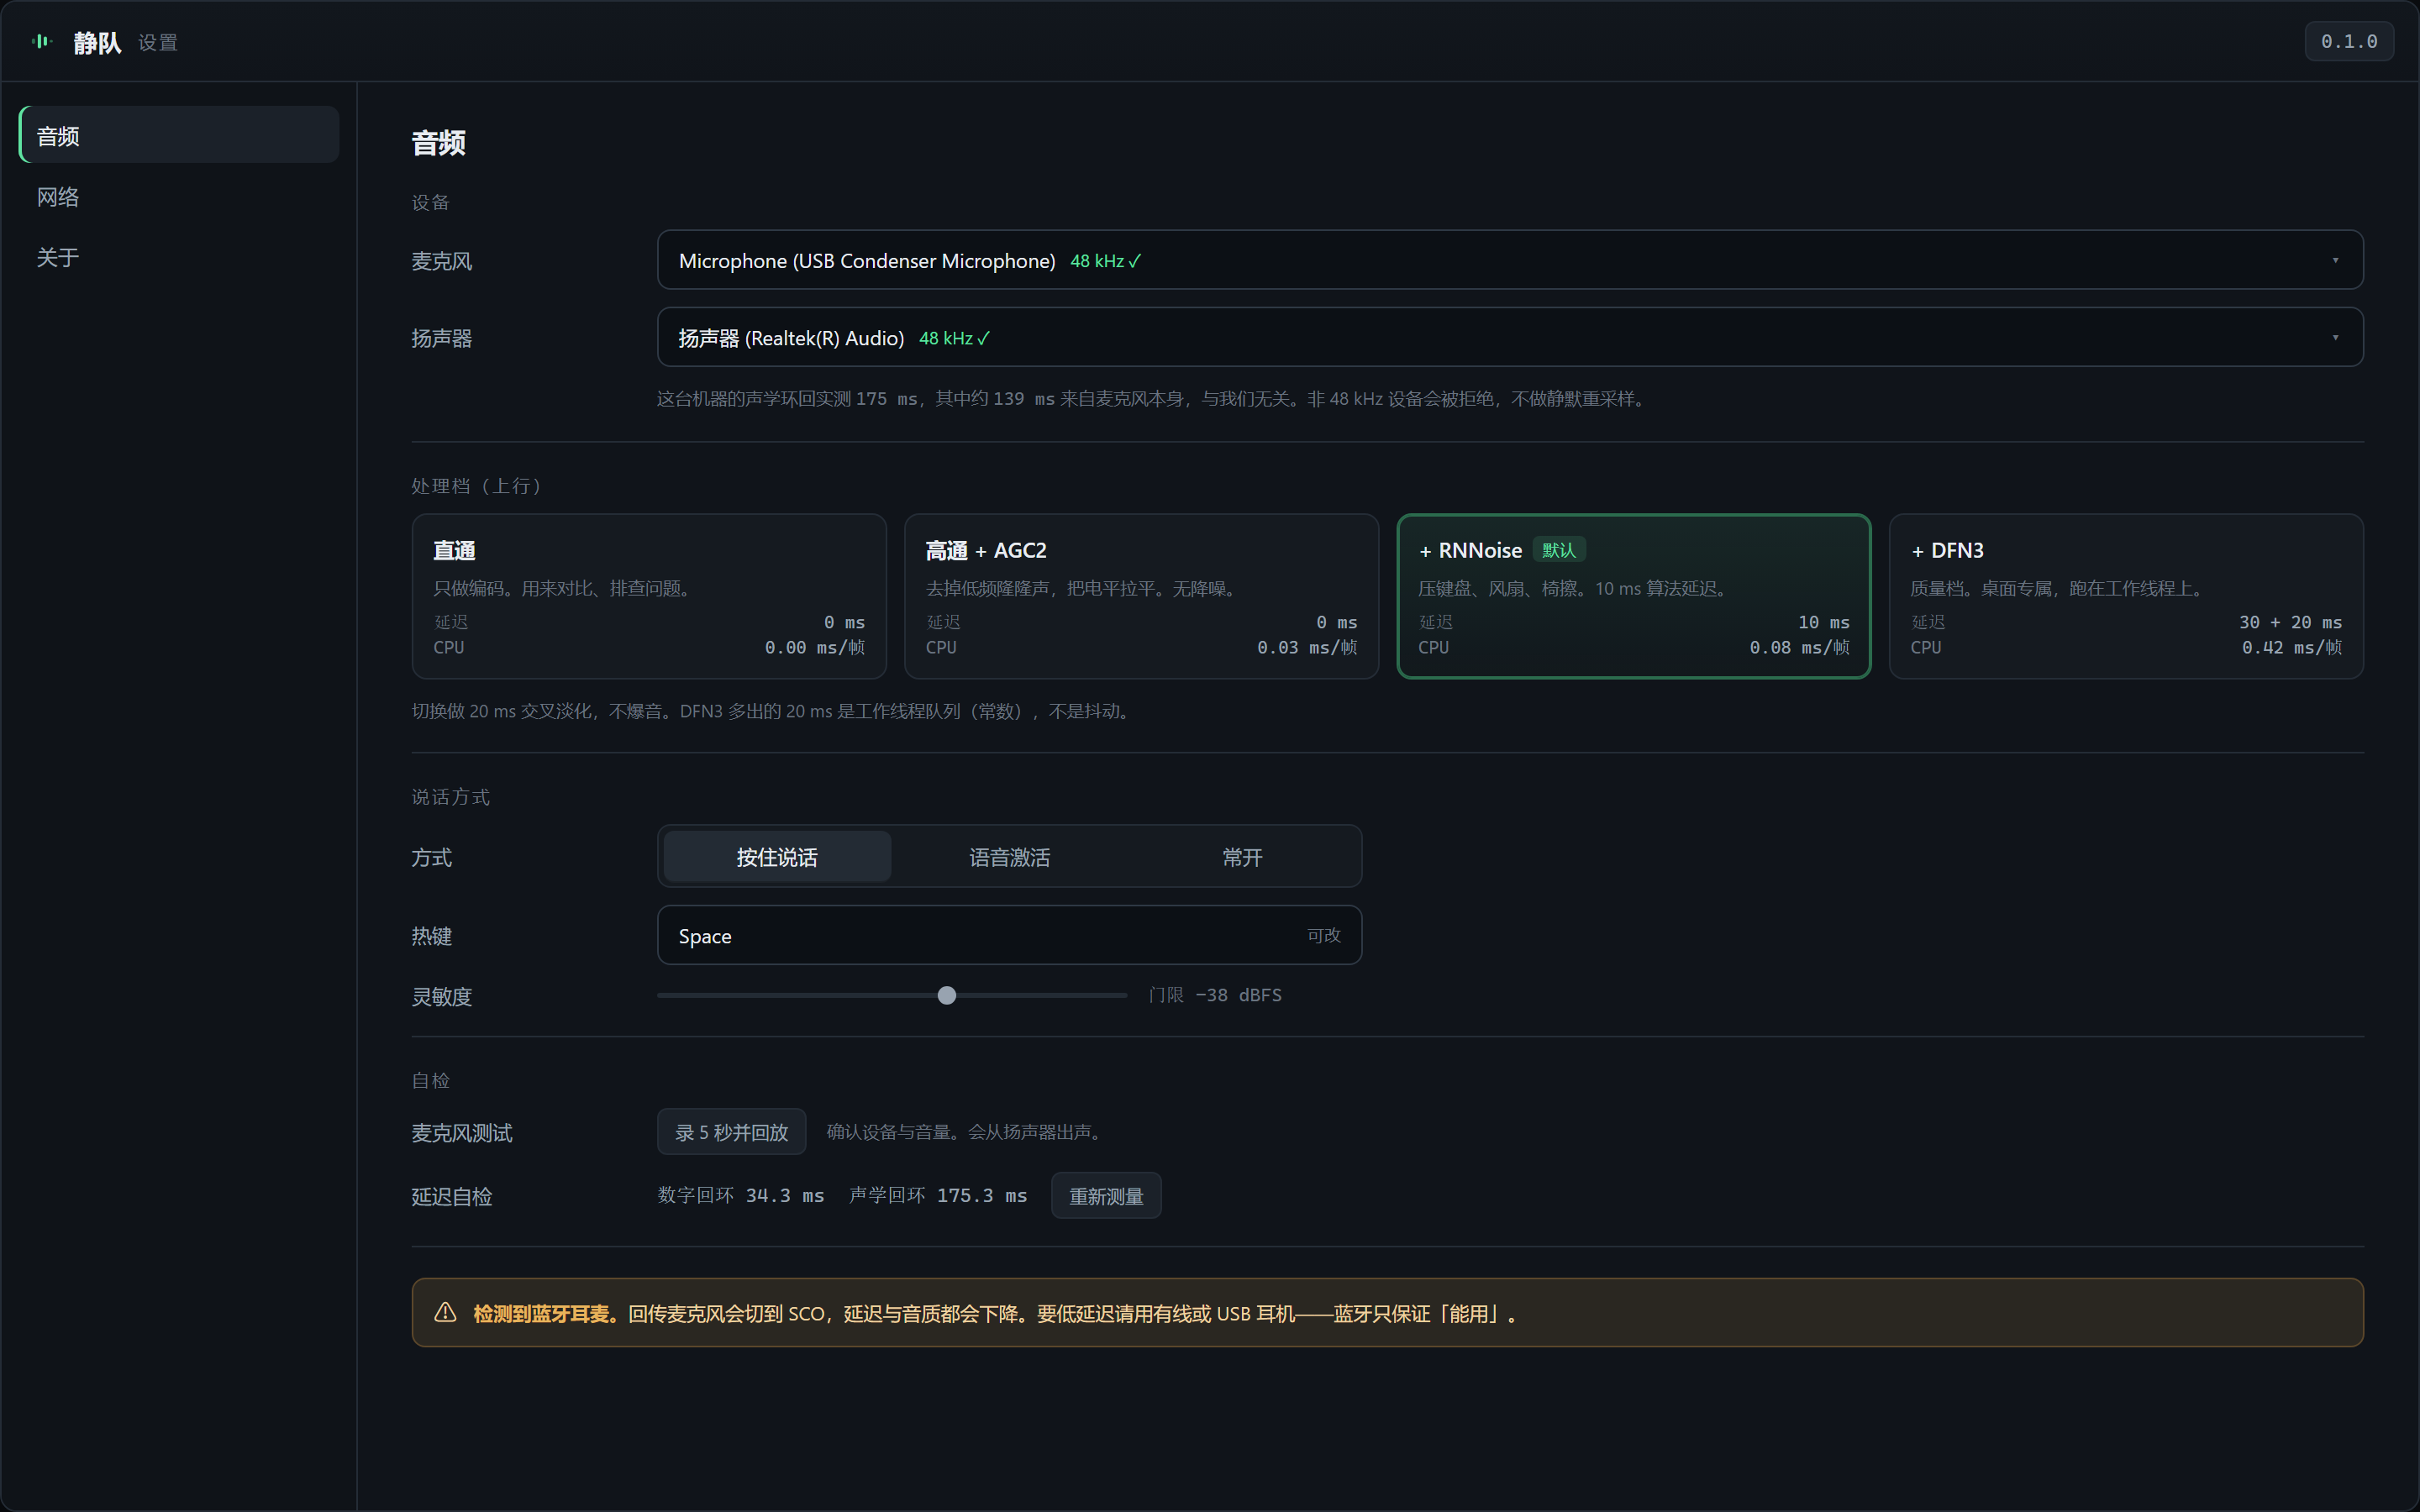 静队 设置
0.1.0
音频
网络
关于
音频
设备
麦克风
Microphone (USB Condenser Microphone) 48 kHz ✓
扬声器
扬声器 (Realtek(R) Audio) 48 kHz ✓
这台机器的声学环回实测 175 ms，其中约 139 ms 来自麦克风本身，与我们无关。非 48 kHz 设备会被拒绝，不做静默重采样。
处理档（上行）
直通
只做编码。用来对比、排查问题。
延迟 0 ms
CPU 0.00 ms/帧
高通 + AGC2
去掉低频隆隆声，把电平拉平。无降噪。
延迟 0 ms
CPU 0.03 ms/帧
+ RNNoise 默认
压键盘、风扇、椅擦。10 ms 算法延迟。
延迟 10 ms
CPU 0.08 ms/帧
+ DFN3
质量档。桌面专属，跑在工作线程上。
延迟 30 + 20 ms
CPU 0.42 ms/帧
切换做 20 ms 交叉淡化，不爆音。DFN3 多出的 20 ms 是工作线程队列（常数），不是抖动。
说话方式
方式
按住说话 语音激活 常开
热键
Space 可改
灵敏度
门限 −38 dBFS
自检
麦克风测试
录 5 秒并回放 确认设备与音量。会从扬声器出声。
延迟自检
数字回环 34.3 ms 声学回环 175.3 ms 重新测量
检测到蓝牙耳麦。回传麦克风会切到 SCO，延迟与音质都会下降。要低延迟请用有线或 USB 耳机——蓝牙只保证「能用」。